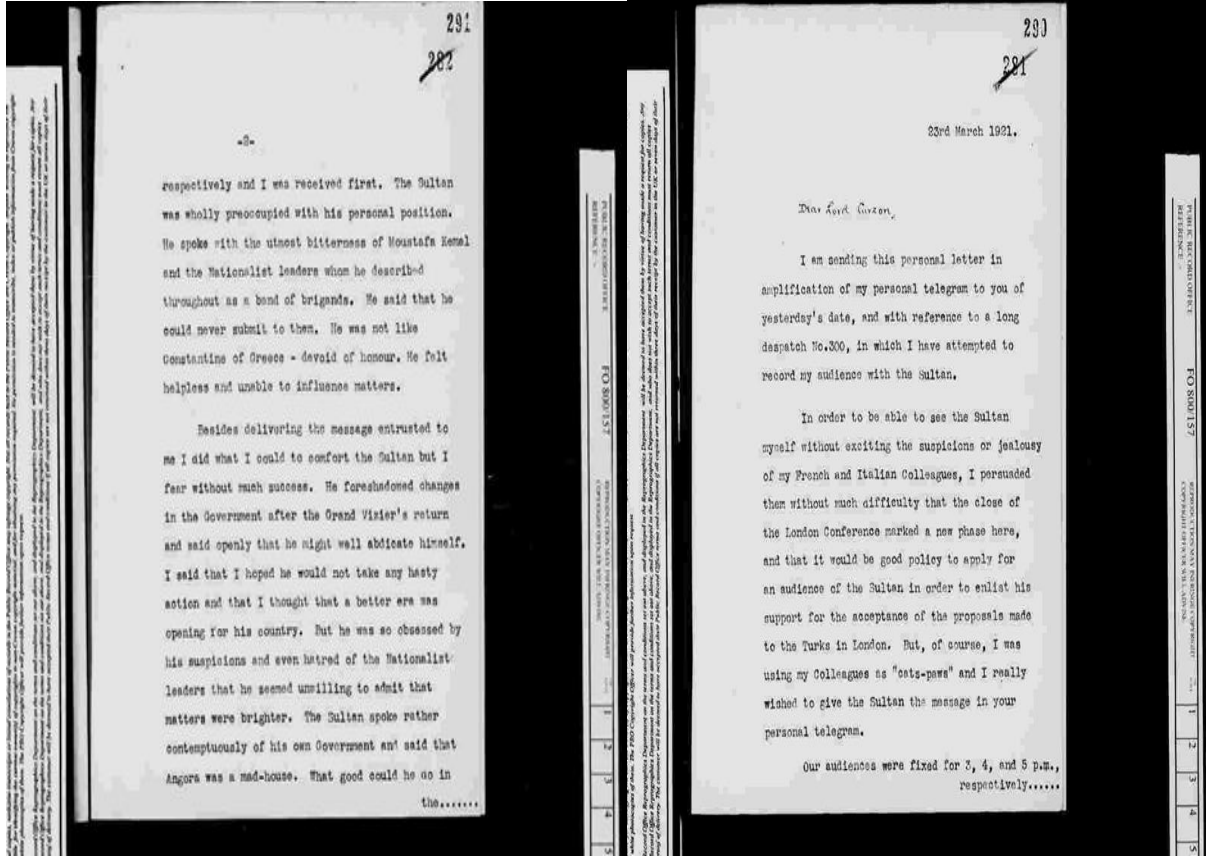 291
282
-2-
respectively and I was received first. The Sultan
was wholly preoccupied with his personal position.
He spoke with the utmost bitterness of Moustafa Kemal
and the Nationalist leaders whom he described
throughout as a band of brigands. He said that he
could never submit to them. He was not like
Constantine of Greece - devoid of honour. He felt
helpless and unable to influence matters.
Besides delivering the message entrusted to
me I did what I could to comfort the Sultan but I
fear without much success. He foreshadowed changes
in the Government after the Grand Vizier's return
and said openly that he might well abdicate himself.
I said that I hoped he would not take any hasty
action and that I thought that a better era was
opening for his country. But he was so obsessed by
his suspicions and even hatred of the Nationalist
leaders that he seemed unwilling to admit that
matters were brighter. The Sultan spoke rather
contemptuously of his own Government and said that
Angora was a mad-house. What good could he do in
the.......
PUBLIC RECORD OFFICE
REFERENCE -
FO 800/157
REPRODUCTION MAY INFRINGE COPYRIGHT
COPYRIGHT OFFICER WILL ADVISE
1
2
3
4
5
290
281
23rd March 1921.
Dear Lord Curzon,
I am sending this personal letter in
amplification of my personal telegram to you of
yesterday's date, and with reference to a long
despatch No.300, in which I have attempted to
record my audience with the Sultan.
In order to be able to see the Sultan
myself without exciting the suspicions or jealousy
of my French and Italian Colleagues, I persuaded
them without much difficulty that the close of
the London Conference marked a new phase here,
and that it would be good policy to apply for
an audience of the Sultan in order to enlist his
support for the acceptance of the proposals made
to the Turks in London. But, of course, I was
using my Colleagues as "cats-paws" and I really
wished to give the Sultan the message in your
personal telegram.
Our audiences were fixed for 3, 4, and 5 p.m.,
respectively......
PUBLIC RECORD OFFICE
REFERENCE -
FO 800/157
REPRODUCTION MAY INFRINGE COPYRIGHT
COPYRIGHT OFFICER WILL ADVISE
1
2
3
4
5